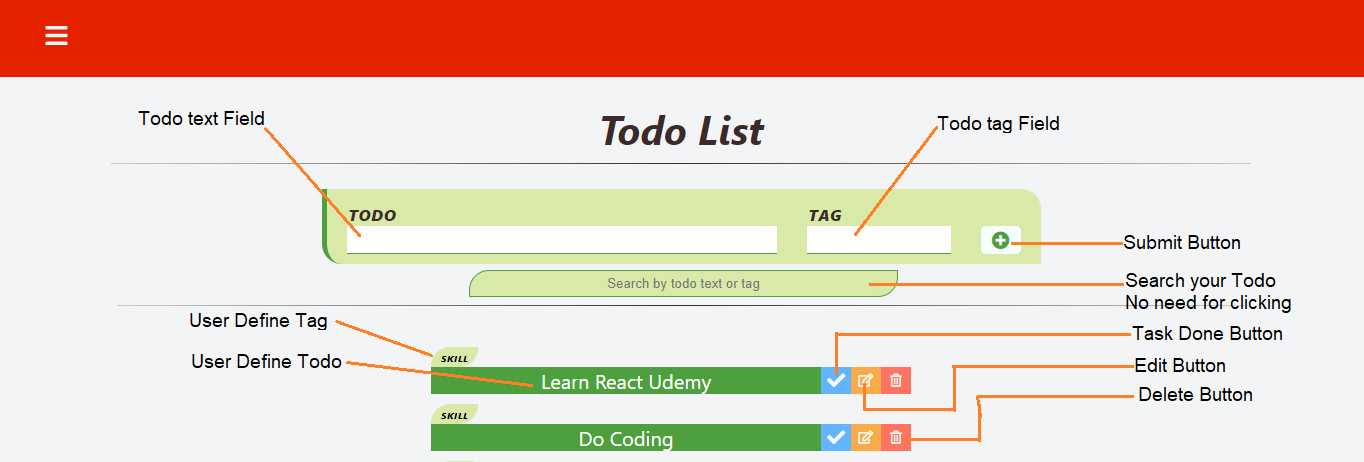 Todo text Field
Todo List
Todo tag Field
TODO
TAG
Submit Button
Search by todo text or tag
Search your Todo
No need for clicking
User Define Tag
Task Done Button
SKILL
User Define Todo
Learn React Udemy
Edit Button
Delete Button
SKILL
Do Coding